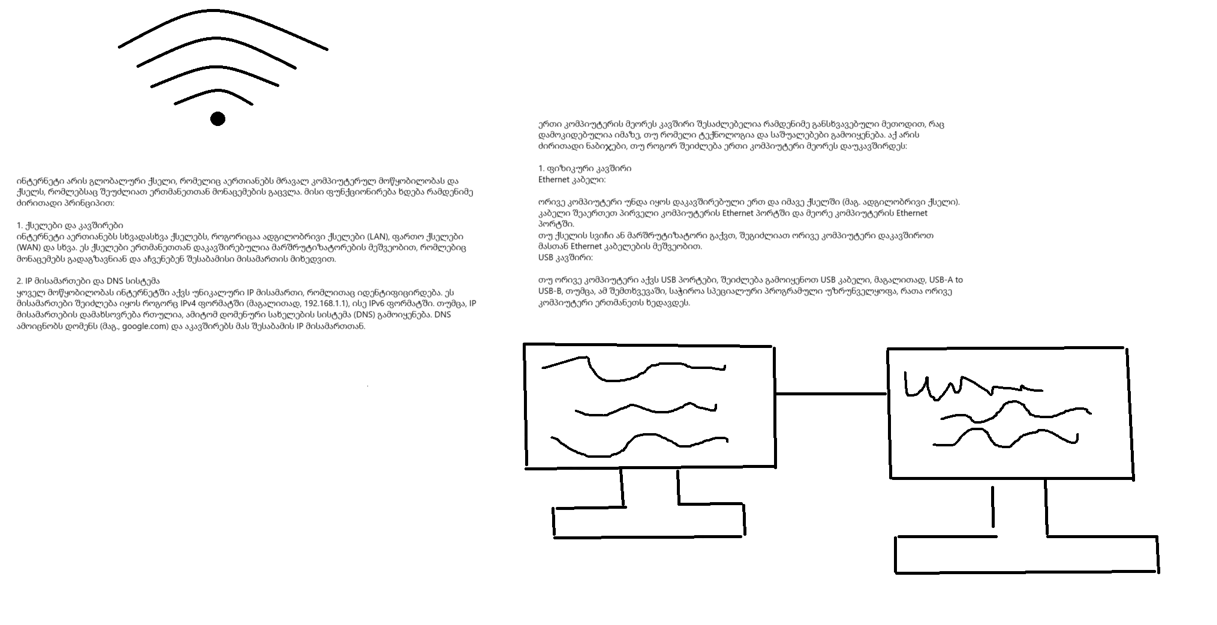 ინტერნეტი არის გლობალური ქსელი, რომელიც აერთიანებს მრავალ კომპიუტერულ მოწყობილობას და
ქსელს, რომლებსაც შეუძლიათ ერთმანეთთან მონაცემების გაცვლა. მისი ფუნქციონირება ხდება რამდენიმე
ძირითადი პრინციპით:
1. ქსელები და კავშირები
ინტერნეტი აერთიანებს სხვადასხვა ქსელებს, როგორიცაა ადგილობრივი ქსელები (LAN), ფართო ქსელები
(WAN) და სხვა. ეს ქსელები ერთმანეთთან დაკავშირებულია მარშრუტიზატორების მეშვეობით, რომლებიც
მონაცემებს გადაგზავნიან და აჩვენებენ შესაბამისი მისამართის მიხედვით.
2. IP მისამართები და DNS სისტემა
ყოველ მოწყობილობას ინტერნეტში აქვს უნიკალური IP მისამართი, რომლითაც იდენტიფიცირდება. ეს
მისამართები შეიძლება იყოს როგორც IPv4 ფორმატში (მაგალითად, 192.168.1.1), ისე IPv6 ფორმატში. თუმცა, IP
მისამართების დამახსოვრება რთულია, ამიტომ დომენური სახელების სისტემა (DNS) გამოიყენება. DNS
ამოიცნობს დომენს (მაგ., google.com) და აკავშირებს მას შესაბამის IP მისამართთან.
ერთი კომპიუტერის მეორეს კავშირი შესაძლებელია რამდენიმე განსხვავებული მეთოდით, რაც
დამოკიდებულია იმაზე, თუ რომელი ტექნოლოგია და საშუალებები გამოიყენება. აქ არის
ძირითადი ნაბიჯები, თუ როგორ შეიძლება ერთი კომპიუტერი მეორეს დაუკავშირდეს:
1. ფიზიკური კავშირი
Ethernet კაბელი:
ორივე კომპიუტერი უნდა იყოს დაკავშირებული ერთ და იმავე ქსელში (მაგ. ადგილობრივი ქსელი).
კაბელი შეაერთეთ პირველი კომპიუტერის Ethernet პორტში და მეორე კომპიუტერის Ethernet
პორტში.
თუ ქსელის სვიჩი ან მარშრუტიზატორი გაქვთ, შეგიძლიათ ორივე კომპიუტერი დაკავშიროთ
მასთან Ethernet კაბელების მეშვეობით.
USB კავშირი:
თუ ორივე კომპიუტერი აქვს USB პორტები, შეიძლება გამოიყენოთ USB კაბელი, მაგალითად, USB-A to
USB-B, თუმცა, ამ შემთხვევაში, საჭიროა სპეციალური პროგრამული უზრუნველყოფა, რათა ორივე
კომპიუტერი ერთმანეთს ხედავდეს.